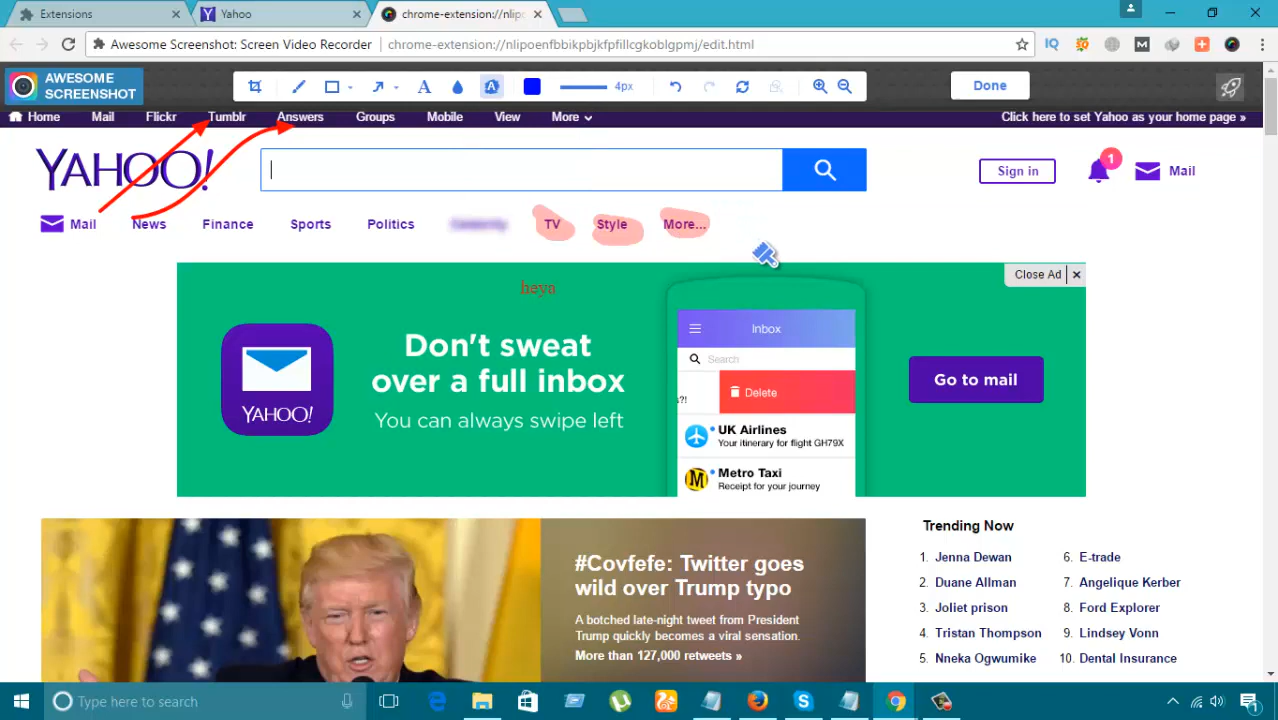 Extensions
Yahoo
chrome-extension://nlipo
Awesome Screenshot: Screen Video Recorder
chrome-extension://nlipoenfbbikpbjkfpfillcgkoblgpmj/edit.html
AWESOME
SCREENSHOT
4px
Done
Home Mail Flickr Tumblr Answers Groups Mobile View More
Click here to set Yahoo as your home page »
YAHOO!
Sign in
1
Mail
Mail News Finance Sports Politics TV Style More...
Close Ad
heya
Don't sweat
over a full inbox
You can always swipe left
YAHOO!
Inbox
Search
?!
Delete
UK Airlines
Your itinerary for flight GH79X
Metro Taxi
Receipt for your journey
Go to mail
#Covfefe: Twitter goes
wild over Trump typo
A botched late-night tweet from President
Trump quickly becomes a viral sensation.
More than 127,000 retweets »
Trending Now
1. Jenna Dewan
2. Duane Allman
3. Joliet prison
4. Tristan Thompson
5. Nneka Ogwumike
6. E-trade
7. Angelique Kerber
8. Ford Explorer
9. Lindsey Vonn
10. Dental Insurance
Type here to search